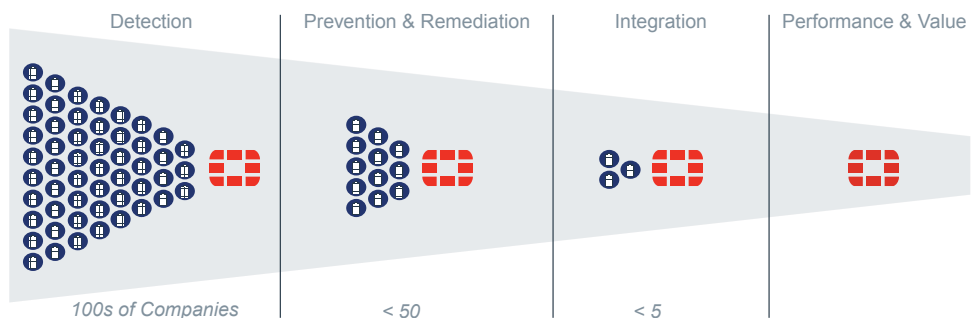 Detection
Prevention & Remediation
Integration
Performance & Value
100s of Companies
< 50
< 5